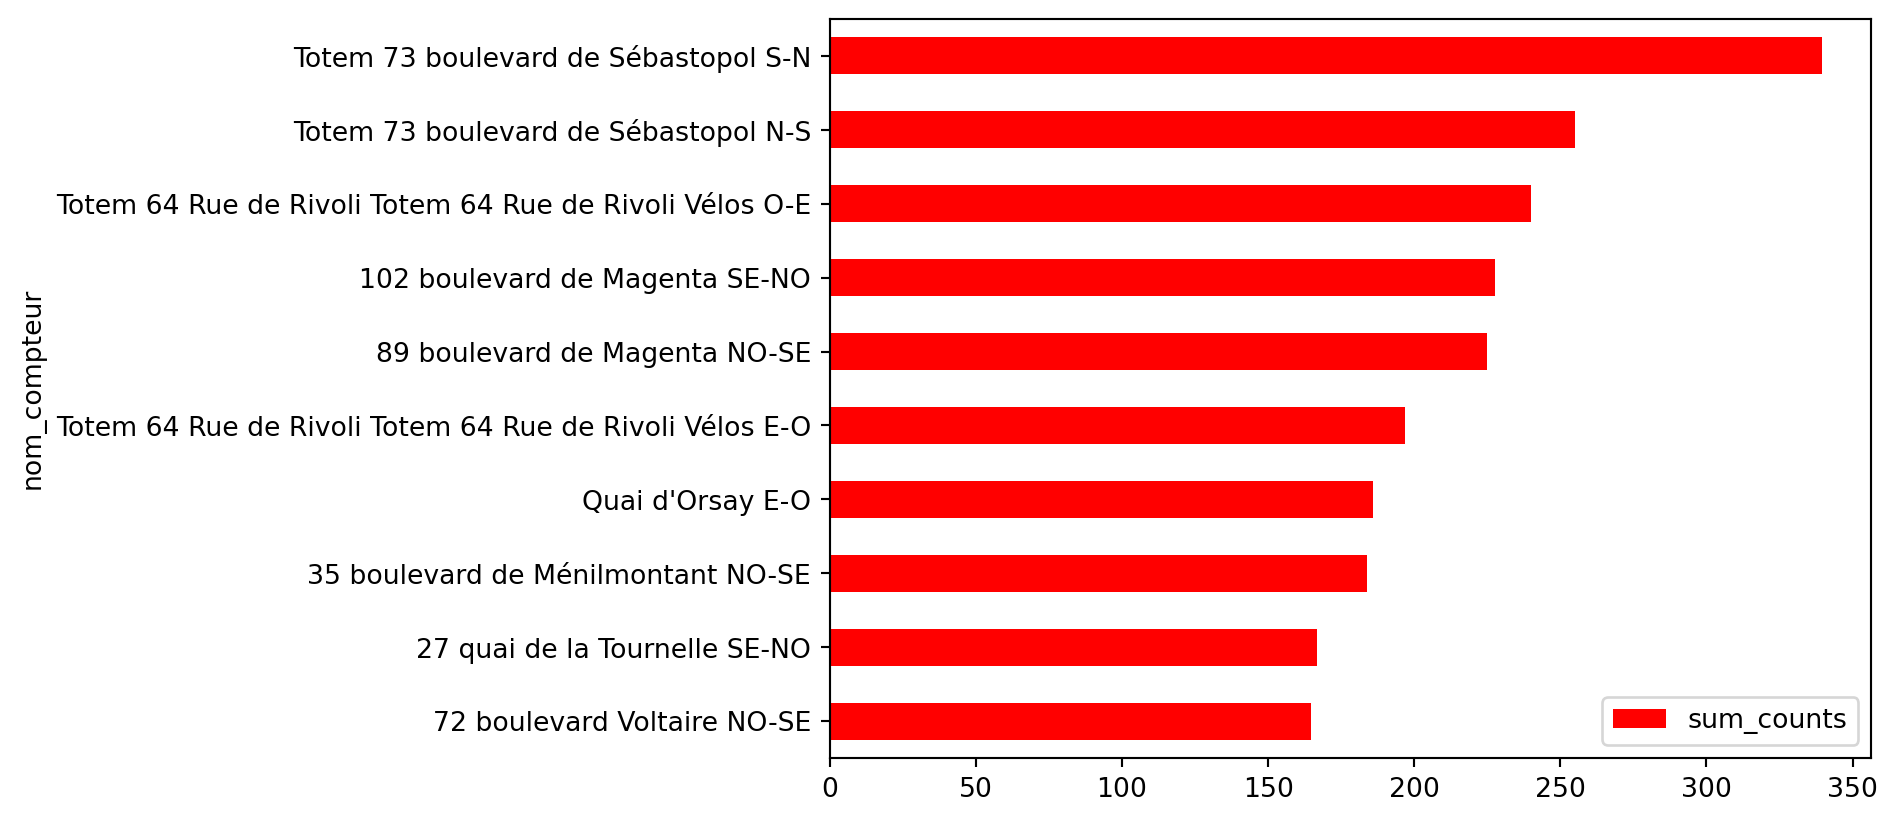 Totem 73 boulevard de Sébastopol S-N
Totem 73 boulevard de Sébastopol N-S
Totem 64 Rue de Rivoli Totem 64 Rue de Rivoli Vélos O-E
102 boulevard de Magenta SE-NO
89 boulevard de Magenta NO-SE
Totem 64 Rue de Rivoli Totem 64 Rue de Rivoli Vélos E-O
Quai d'Orsay E-O
35 boulevard de Ménilmontant NO-SE
27 quai de la Tournelle SE-NO
72 boulevard Voltaire NO-SE
nom_compteur
sum_counts
0 50 100 150 200 250 300 350